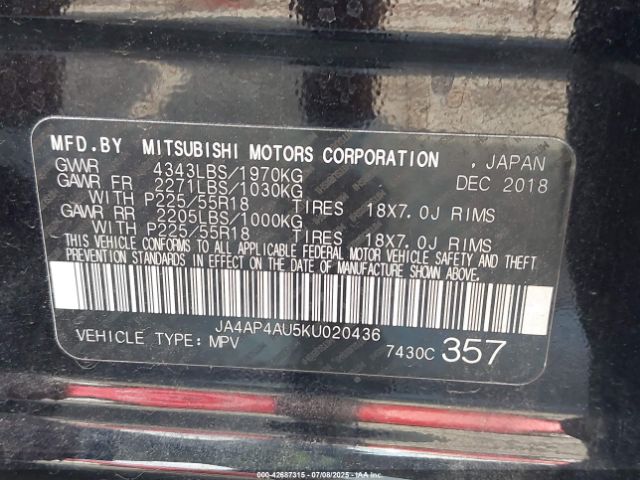 MFD.BY MITSUBISHI MOTORS CORPORATION , JAPAN
GVWR 4343LBS/1970KG DEC 2018
GAWR FR 2271LBS/1030KG
WITH P225/55R18 TIRES 18X7.0J RIMS
GAWR RR 2205LBS/1000KG
WITH P225/55R18 TIRES 18X7.0J RIMS
THIS VEHICLE CONFORMS TO ALL APPLICABLE FEDERAL MOTOR VEHICLE SAFETY AND THEFT
PREVENTION STANDARDS IN EFFECT ON THE DATE OF MANUFACTURE SHOWN ABOVE.
JA4AP4AU5KU020436
VEHICLE TYPE: MPV 7430C 357
000-42687315 - 07/08/2025 - IAAI.CA